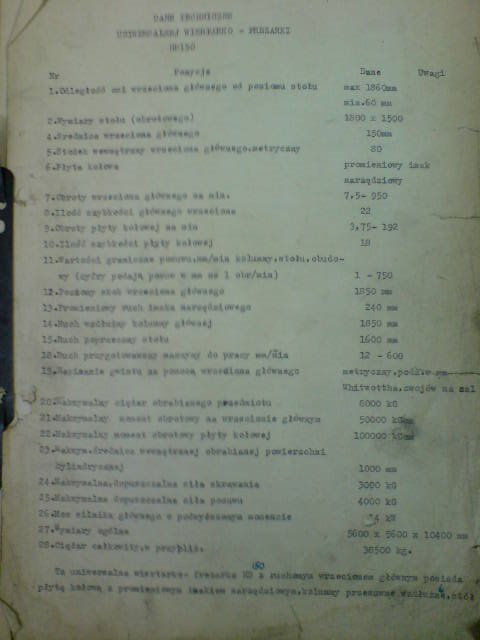 DANE TECHNICZNE
UNIWERSALNEJ WIERTARKO - FREZARKI
Nr Pozycja Dane Uwagi
1.Odległość osi wrzeciona głównego od poziomu stołu max 1860mm
min.60 mm
2.Wymiary stołu (obrotowego) 1800 x 1500
4.Średnica wrzeciona głównego 150mm
5.Stożek wewnętrzny wrzeciona głównego.metryczny 80
6.Płyta kołowa promieniowy imak
narzędziowy
7.Obroty wrzeciona głównego na min. 7,5- 950
8.Ilość szybkości głównego wrzeciona 22
9.Obroty płyty kołowej na min 3,75- 192
10.Ilość szybkości płyty kołowej 18
11.Wartości graniczne posuwu.mm/min kolumny,stołu,obudo-
wy (cyfry podają posuw w mm na 1 obr/min) 1 - 750
12.Poziomy skok wrzeciona głównego 1850 mm
13.Promieniowy ruch imaka narzędziowego 240 mm
14.Ruch wzdłużny kolumny głównej 1850 mm
15.Ruch poprzeczny stołu 1600 mm
18.Ruch przygotowawczy maszyny do pracy mm/min 12 - 600
19.Nacinanie gwintu za pomocą wrzeciona głównego metryczny,podz.w mm
Whitwortha,zwojów na cal
20.Maksymalny ciężar obrabianego przedmiotu 8000 kG
21.Maksymalny moment obrotowy na wrzecionie głównym 50000 kGcm
22.Maksymalny moment obrotowy płyty kołowej 100000 kGcm
23.Maksym.średnica wewnętrznej obrabianej powierzchni
cylindrycznej 1000 mm
24.Maksymalna.dopuszczalna siła skrawania 3000 kG
25.Maksymalna dopuszczalna siła posuwu 4000 kG
26.Moc silnika głównego o podwyższonym momencie kW
27.Wymiary ogólne 5600 x 5600 x 10400 mm
28.Ciężar całkowity.w przybliż. 38500 kg.
Ta uniwersalna wiertarko- frezarka z ruchomym wrzecionem głównym posiada
płytę kołową z promieniowym imakiem narzędziowym,kolumny przesuwne wzdłużnie,stół